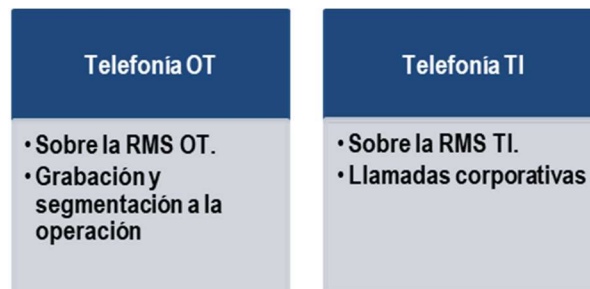 Telefonía OT
• Sobre la RMS OT.
• Grabación y
segmentación a la
operación
Telefonía TI
• Sobre la RMS TI.
• Llamadas corporativas